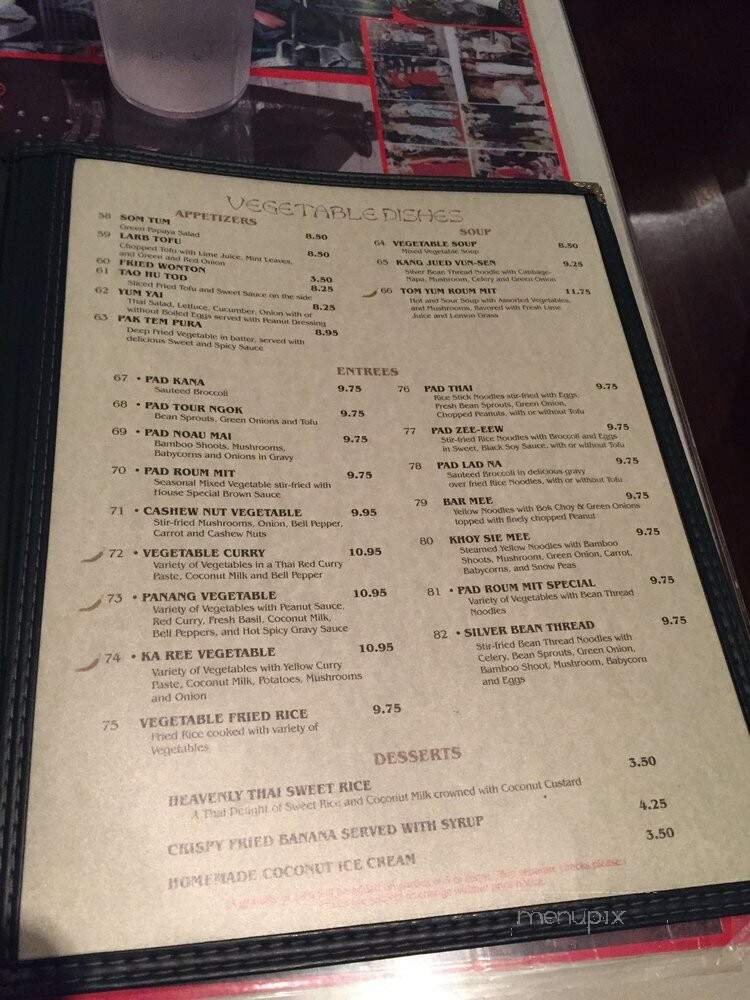 VEGETABLE DISHES
APPETIZERS
58 SOM TUM 8.50
Green Papaya Salad
59 LARB TOFU 8.50
Chopped Tofu with Lime Juice, Mint Leaves,
and Green and Red Onion
60 FRIED WONTON 3.50
61 TAO HU TOD 8.25
Sliced Fried Tofu and Sweet Sauce on the side
62 YUM YAI 8.25
Thai Salad, Lettuce, Cucumber, Onion with or
without Boiled Eggs served with Peanut Dressing
63 PAK TEM PURA 8.95
Deep Fried Vegetable in batter, served with
delicious Sweet and Spicy Sauce
SOUP
64 VEGETABLE SOUP 8.50
Mixed Vegetable Soup
65 KANG JUED VUN-SEN 9.25
Silver Bean Thread Noodle with Cabbage-
Napa, Mushroom, Celery and Green Onion
66 TOM YUM ROUM MIT 11.75
Hot and Sour Soup with Assorted Vegetables,
and Mushrooms, flavored with Fresh Lime
Juice and Lemon Grass
ENTREES
67 • PAD KANA 9.75
Sauteed Broccoli
68 • PAD TOUR NGOK 9.75
Bean Sprouts, Green Onions and Tofu
69 • PAD NOAU MAI 9.75
Bamboo Shoots, Mushrooms,
Babycorns and Onions in Gravy
70 • PAD ROUM MIT 9.75
Seasonal Mixed Vegetable stir-fried with
House Special Brown Sauce
71 • CASHEW NUT VEGETABLE 9.95
Stir-fried Mushrooms, Onion, Bell Pepper,
Carrot and Cashew Nuts
72 • VEGETABLE CURRY 10.95
Variety of Vegetables in a Thai Red Curry
Paste, Coconut Milk and Bell Pepper
73 • PANANG VEGETABLE 10.95
Variety of Vegetables with Peanut Sauce,
Red Curry, Fresh Basil, Coconut Milk,
Bell Peppers, and Hot Spicy Gravy Sauce
74 • KA REE VEGETABLE 10.95
Variety of Vegetables with Yellow Curry
Paste, Coconut Milk, Potatoes, Mushrooms
and Onion
75 VEGETABLE FRIED RICE 9.75
Fried Rice cooked with variety of
Vegetables
76 PAD THAI 9.75
Rice Stick Noodles stir-fried with Eggs,
Fresh Bean Sprouts, Green Onion,
Chopped Peanuts, with or without Tofu
77 PAD ZEE-EEW 9.75
Stir-fried Rice Noodles with Broccoli and Eggs
in Sweet, Black Soy Sauce, with or without Tofu
78 PAD LAD NA 9.75
Sauteed Broccoli in delicious gravy
over fried Rice Noodles, with or without Tofu
79 BAR MEE 9.75
Yellow Noodles with Bok Choy & Green Onions
topped with finely chopped Peanut
80 KHOY SIE MEE 9.75
Steamed Yellow Noodles with Bamboo
Shoots, Mushroom, Green Onion, Carrot,
Babycorns, and Snow Peas
81 • PAD ROUM MIT SPECIAL 9.75
Variety of Vegetables with Bean Thread
Noodles
82 • SILVER BEAN THREAD 9.75
Stir-fried Bean Thread Noodles with
Celery, Bean Sprouts, Green Onion,
Bamboo Shoot, Mushroom, Babycorn
and Eggs
DESSERTS
HEAVENLY THAI SWEET RICE 3.50
A Thai Delight of Sweet Rice and Coconut Milk crowned with Coconut Custard
CRISPY FRIED BANANA SERVED WITH SYRUP 4.25
HOMEMADE COCONUT ICE CREAM 3.50
menupix